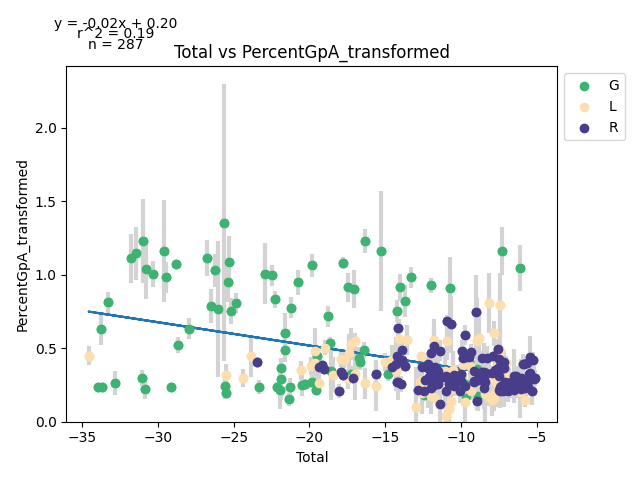 y = -0.02x + 0.20
r^2 = 0.19
n = 287
Total vs PercentGpA_transformed
G
L
R
PercentGpA_transformed
2.0
1.5
1.0
0.5
0.0
−35 −30 −25 −20 −15 −10 −5
Total